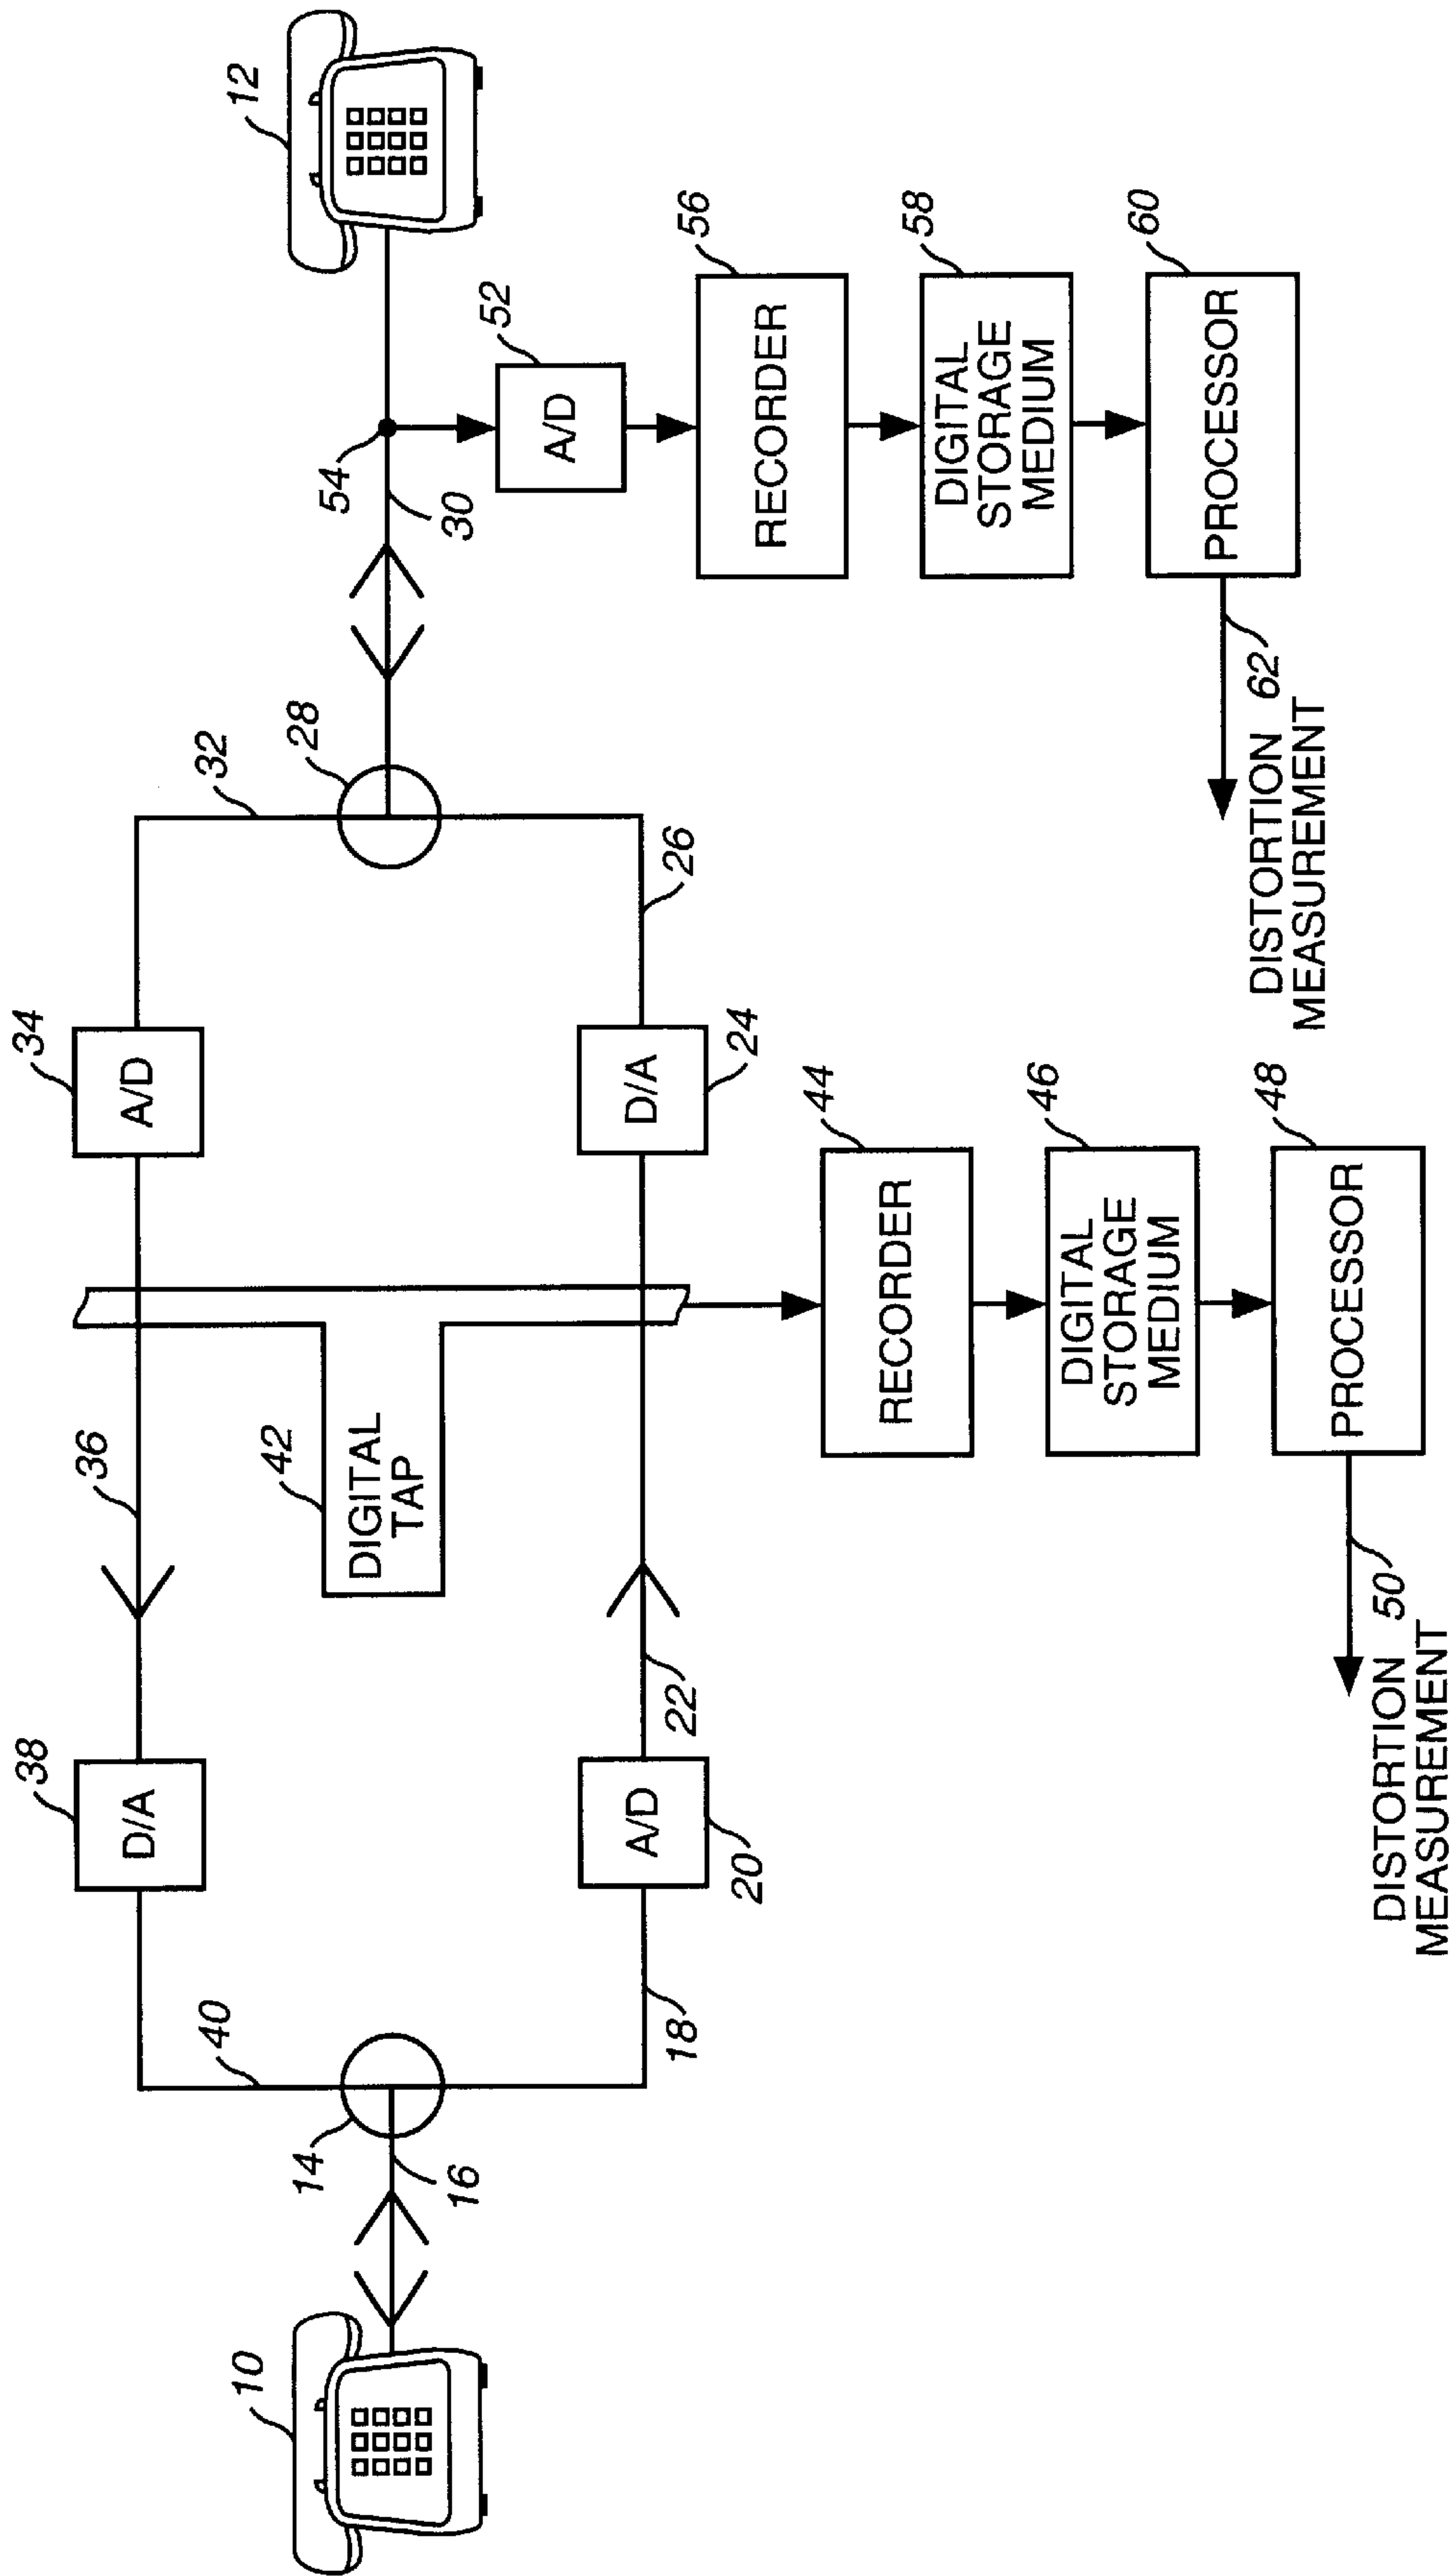 34
32
28
12
36
38
40
A/D
D/A
42
DIGITAL
TAP
54
30
52
A/D
10
14
16
18
20
A/D
22
D/A
24
26
44
RECORDER
46
DIGITAL
STORAGE
MEDIUM
48
PROCESSOR
50
DISTORTION
MEASUREMENT
56
RECORDER
58
DIGITAL
STORAGE
MEDIUM
60
PROCESSOR
62
DISTORTION
MEASUREMENT